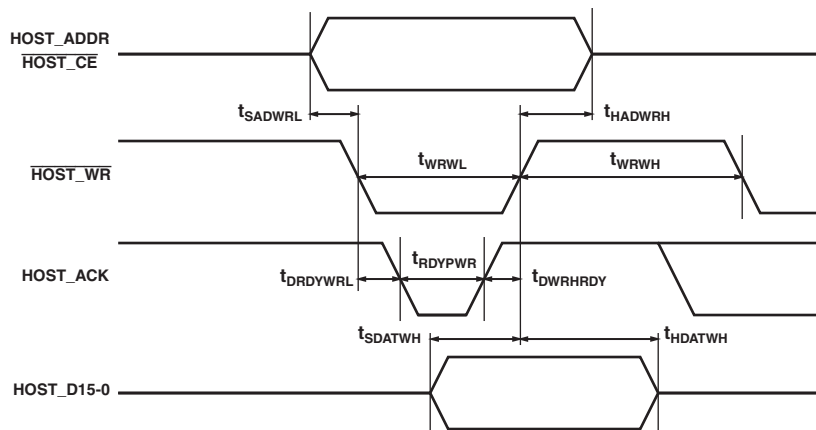 HOST_ADDR
HOST_CE
tSADWRL
tHADWRH
HOST_WR
tWRWL
tWRWH
HOST_ACK
tDRDYWRL
tRDYPWR
tDWRHRDY
tSDATWH
tHDATWH
HOST_D15-0